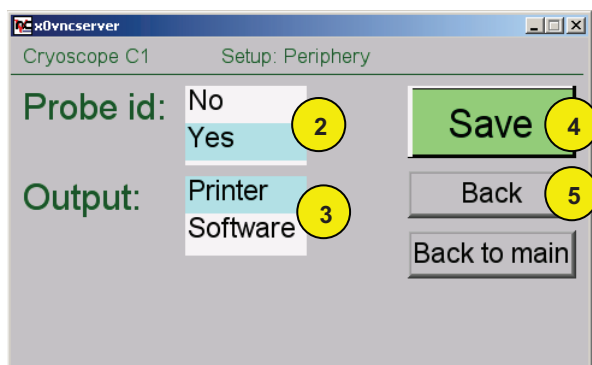 x0vncserver
Cryoscope C1 Setup: Periphery
Probe id:
No
Yes
2
Save
4
Output:
Printer
Software
3
Back
5
Back to main